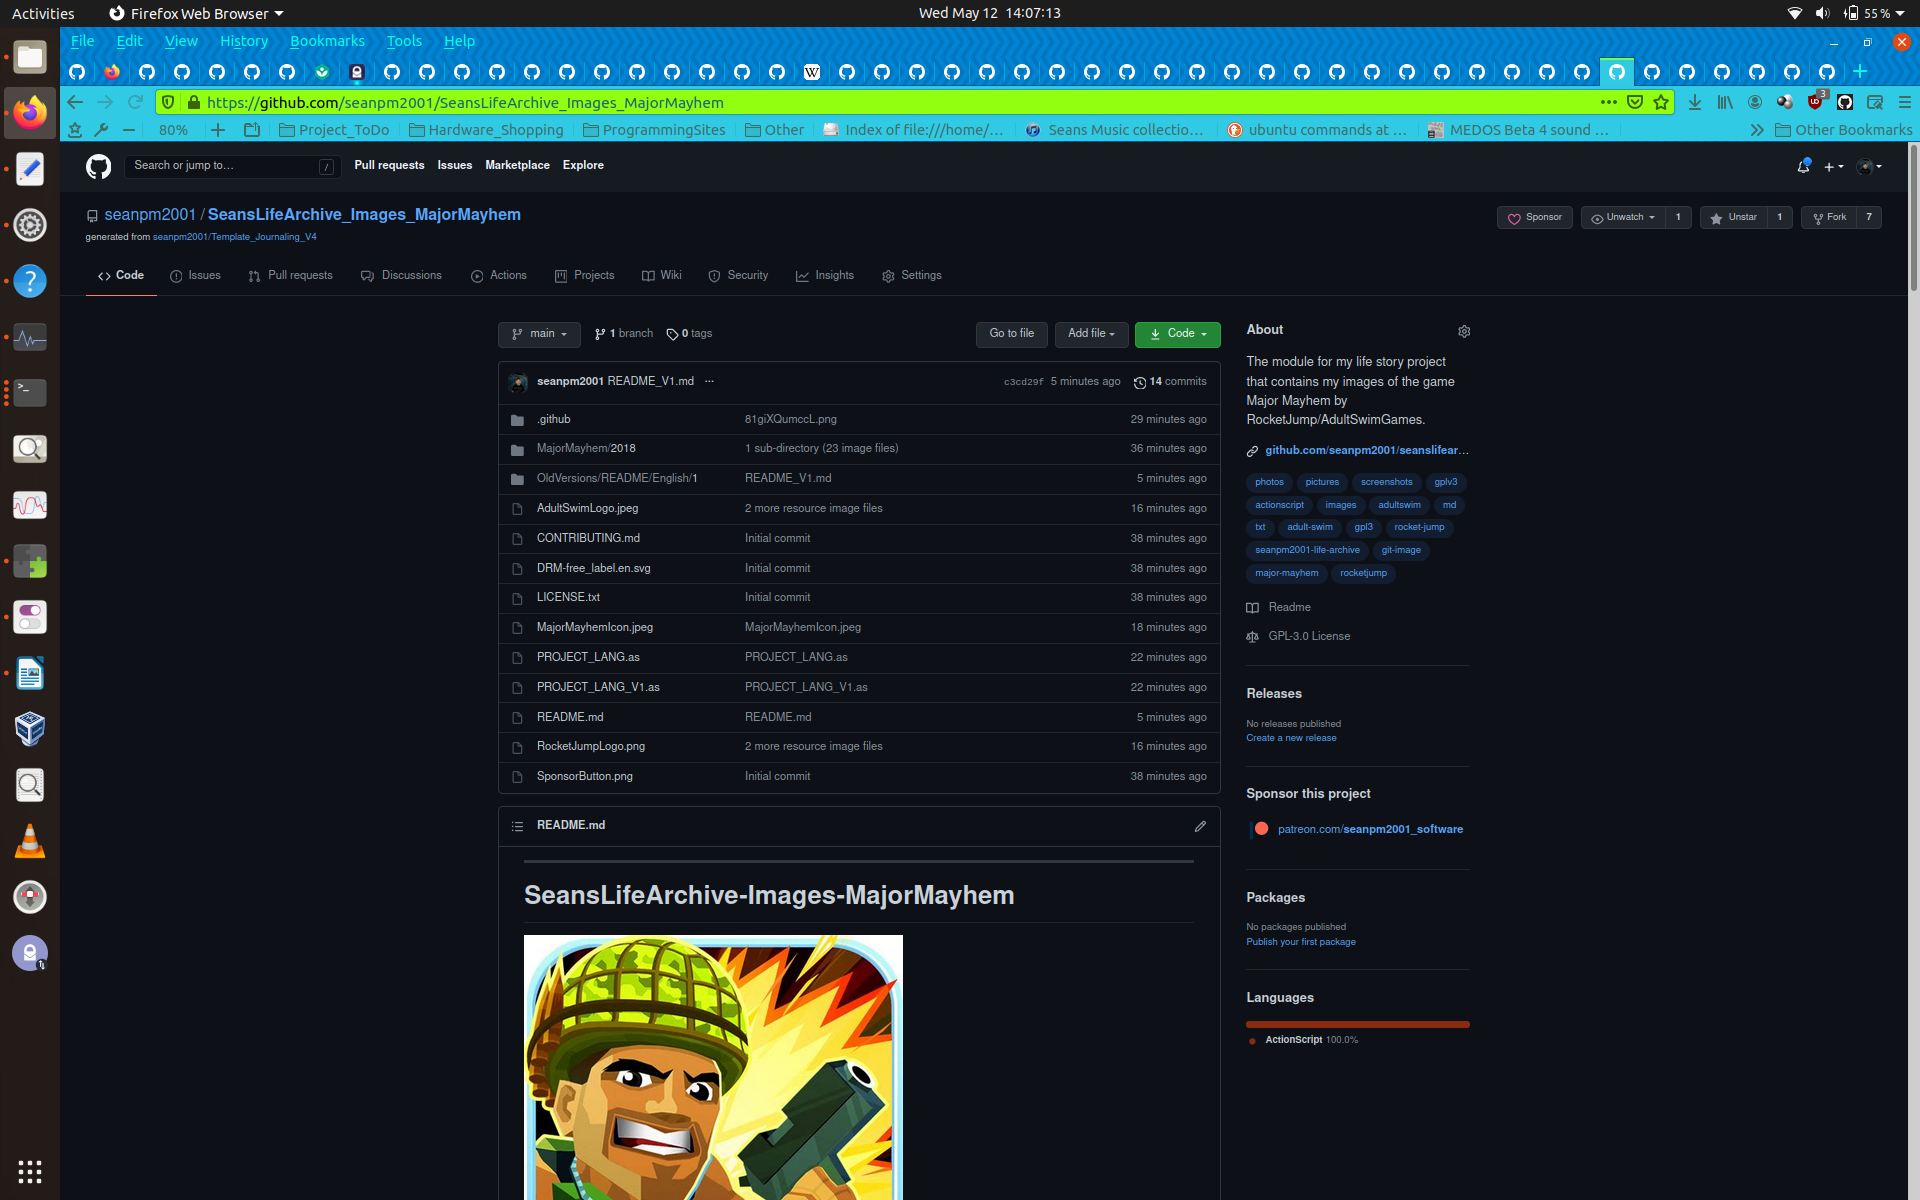 Activities
Firefox Web Browser
Wed May 12 14:07:13
55 %
File Edit View History Bookmarks Tools Help
https://github.com/seanpm2001/SeansLifeArchive_Images_MajorMayhem
3
80%
Project_ToDo
Hardware_Shopping
ProgrammingSites
Other
Index of file:///home/...
Seans Music collectio...
ubuntu commands at ...
MEDOS Beta 4 sound ...
Other Bookmarks
Search or jump to...
/
Pull requests Issues Marketplace Explore
seanpm2001 / SeansLifeArchive_Images_MajorMayhem
Sponsor
Unwatch 1
Unstar 1
Fork 7
generated from seanpm2001/Template_Journaling_V4
Code Issues Pull requests Discussions Actions Projects Wiki Security Insights Settings
main
1 branch
0 tags
Go to file
Add file
Code
seanpm2001 README_V1.md ...
c3cd29f 5 minutes ago 14 commits
.github 81giXQumccL.png 29 minutes ago
MajorMayhem/2018 1 sub-directory (23 image files) 36 minutes ago
OldVersions/README/English/1 README_V1.md 5 minutes ago
AdultSwimLogo.jpeg 2 more resource image files 16 minutes ago
CONTRIBUTING.md Initial commit 38 minutes ago
DRM-free_label.en.svg Initial commit 38 minutes ago
LICENSE.txt Initial commit 38 minutes ago
MajorMayhemIcon.jpeg MajorMayhemIcon.jpeg 18 minutes ago
PROJECT_LANG.as PROJECT_LANG.as 22 minutes ago
PROJECT_LANG_V1.as PROJECT_LANG_V1.as 22 minutes ago
README.md README.md 5 minutes ago
RocketJumpLogo.png 2 more resource image files 16 minutes ago
SponsorButton.png Initial commit 38 minutes ago
README.md
SeansLifeArchive-Images-MajorMayhem
About
The module for my life story project
that contains my images of the game
Major Mayhem by
RocketJump/AdultSwimGames.
github.com/seanpm2001/seanslifear...
photos pictures screenshots gplv3
actionscript images adultswim md
txt adult-swim gpl3 rocket-jump
seanpm2001-life-archive git-image
major-mayhem rocketjump
Readme
GPL-3.0 License
Releases
No releases published
Create a new release
Sponsor this project
patreon.com/seanpm2001_software
Packages
No packages published
Publish your first package
Languages
ActionScript 100.0%